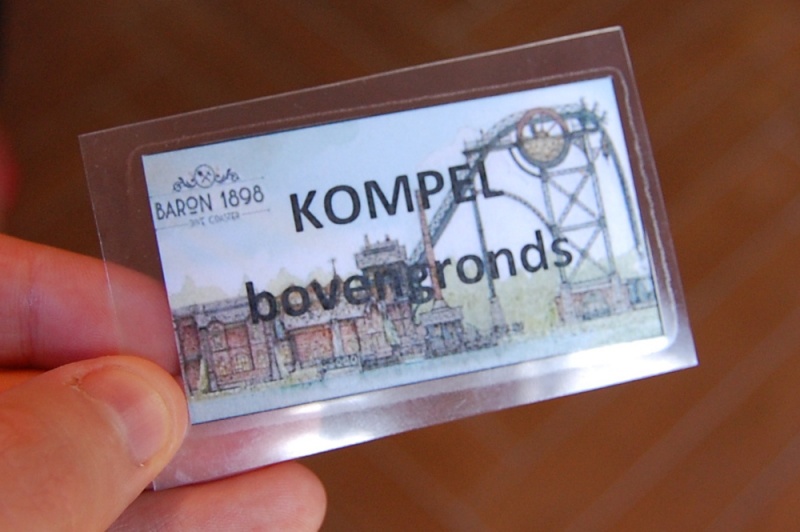 BARON 1898
DIVE COASTER
KOMPEL
bovengronds